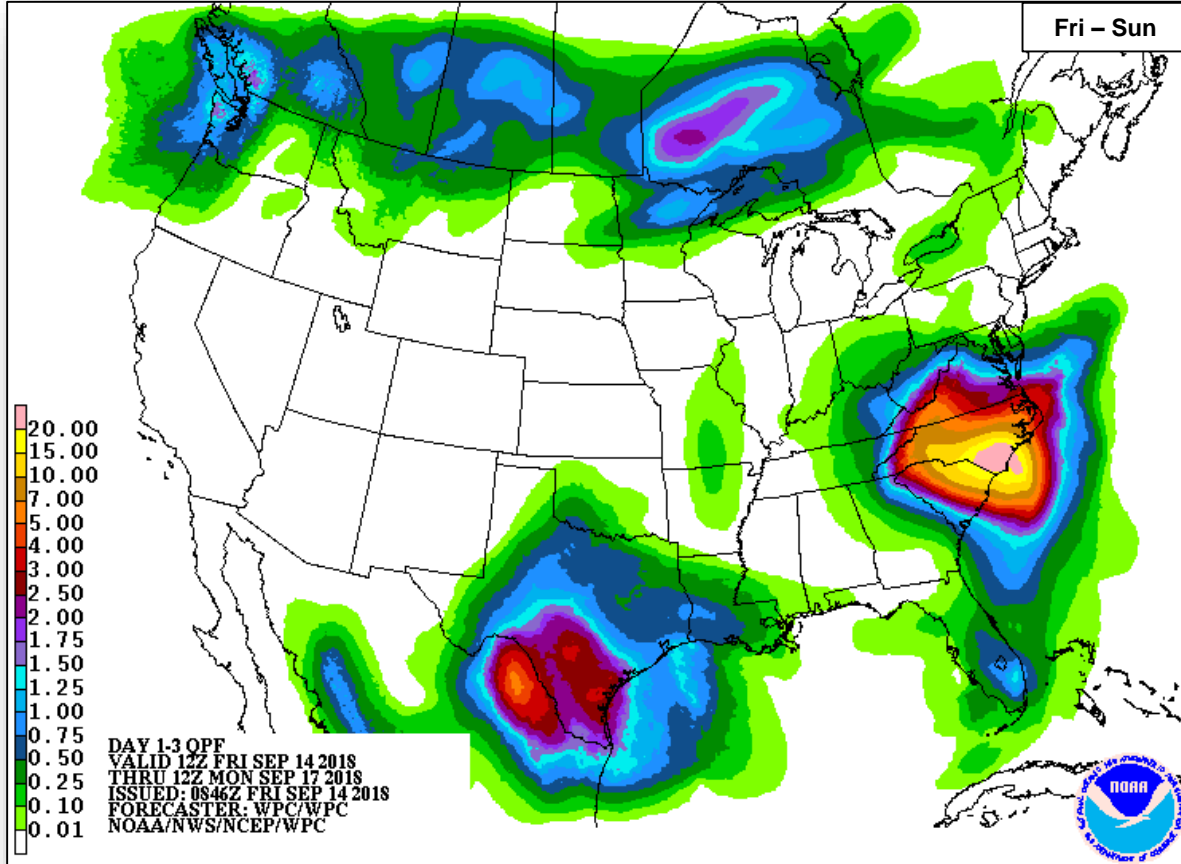 Fri – Sun
20.00
15.00
10.00
7.00
5.00
4.00
3.00
2.50
2.00
1.75
1.50
1.25
1.00
0.75
0.50
0.25
0.10
0.01
DAY 1-3 QPF
VALID 12Z FRI SEP 14 2018
THRU 12Z MON SEP 17 2018
ISSUED: 0846Z FRI SEP 14 2018
FORECASTER: WPC/WPC
NOAA/NWS/NCEP/WPC
NOAA